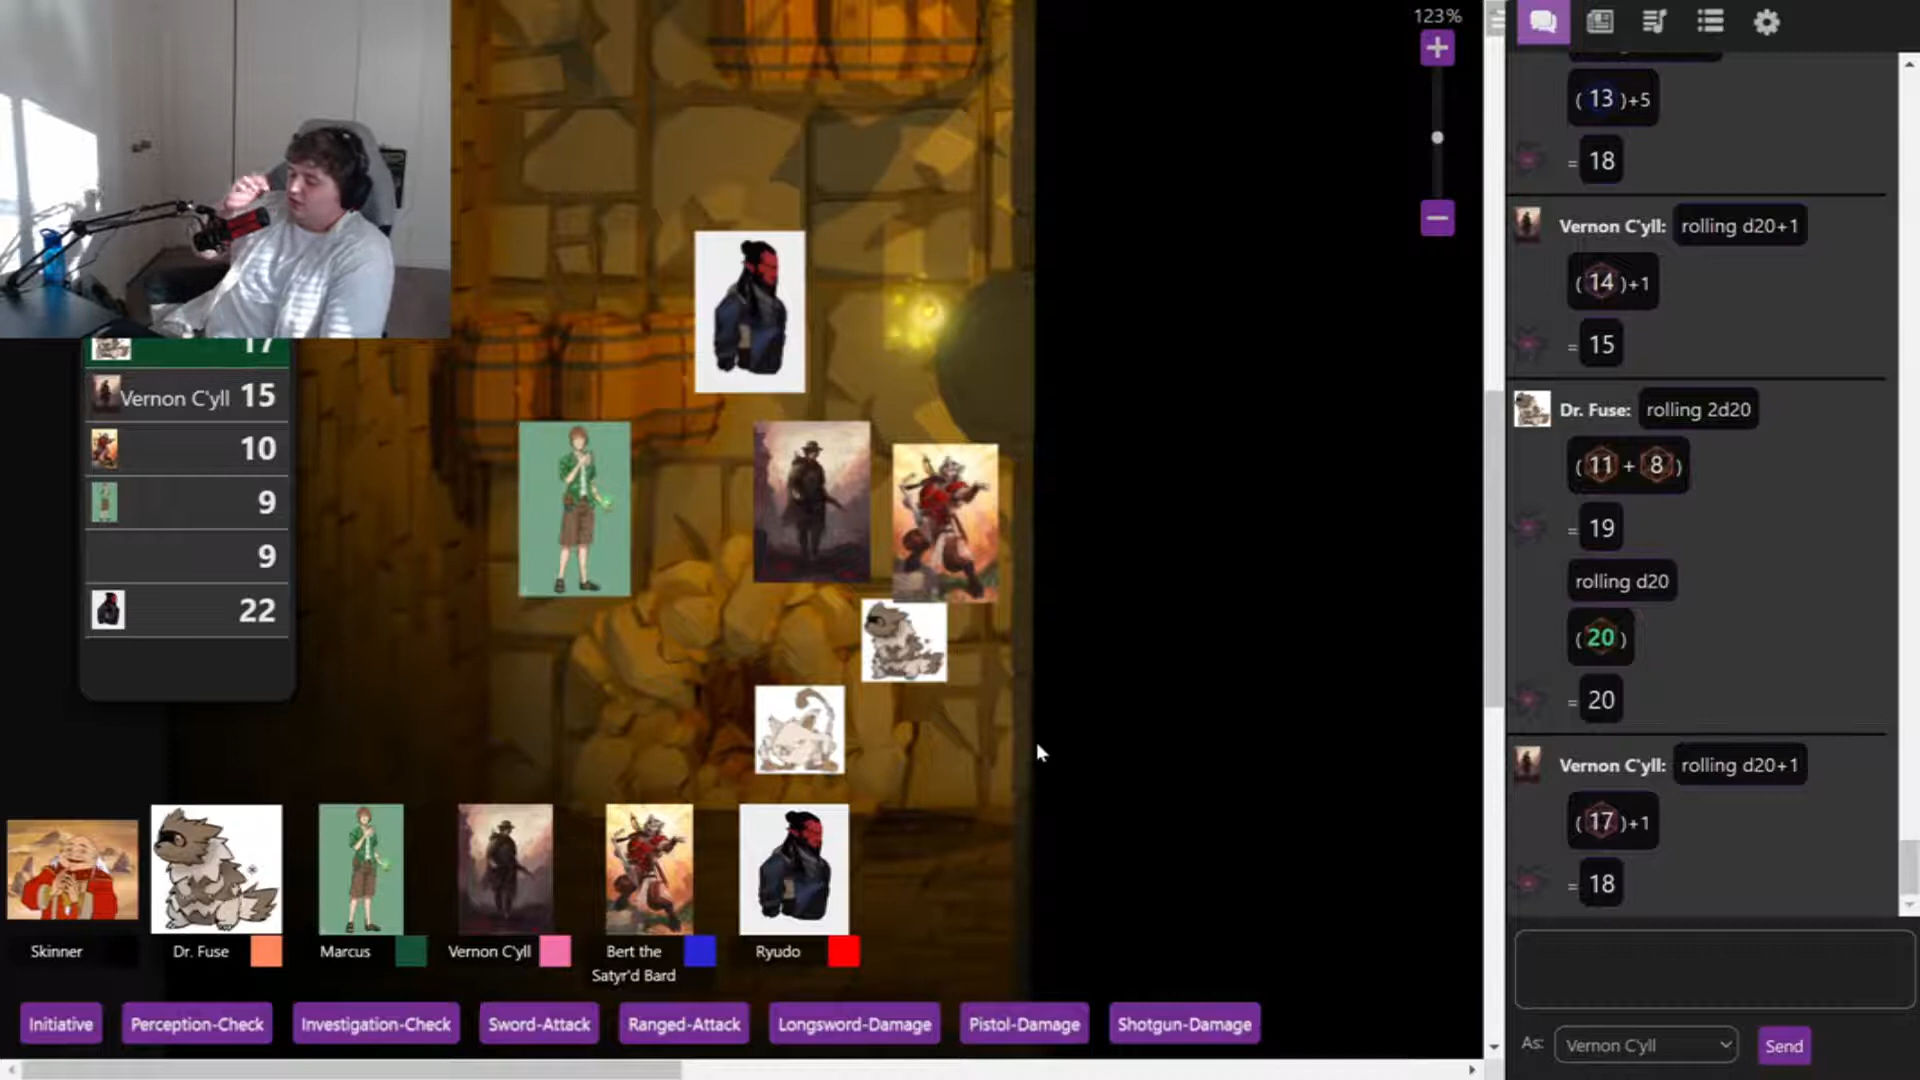 123%
17
Vernon C'yll 15
10
9
9
22
Skinner
Dr. Fuse
Marcus
Vernon C'yll
Bert the
Satyr'd Bard
Ryudo
Initiative
Perception-Check
Investigation-Check
Sword-Attack
Ranged-Attack
Longsword-Damage
Pistol-Damage
Shotgun-Damage
(13)+5
= 18
Vernon C'yll: rolling d20+1
(14)+1
= 15
Dr. Fuse: rolling 2d20
(11 + 8)
= 19
rolling d20
(20)
= 20
Vernon C'yll: rolling d20+1
(17)+1
= 18
As: Vernon C'yll Send